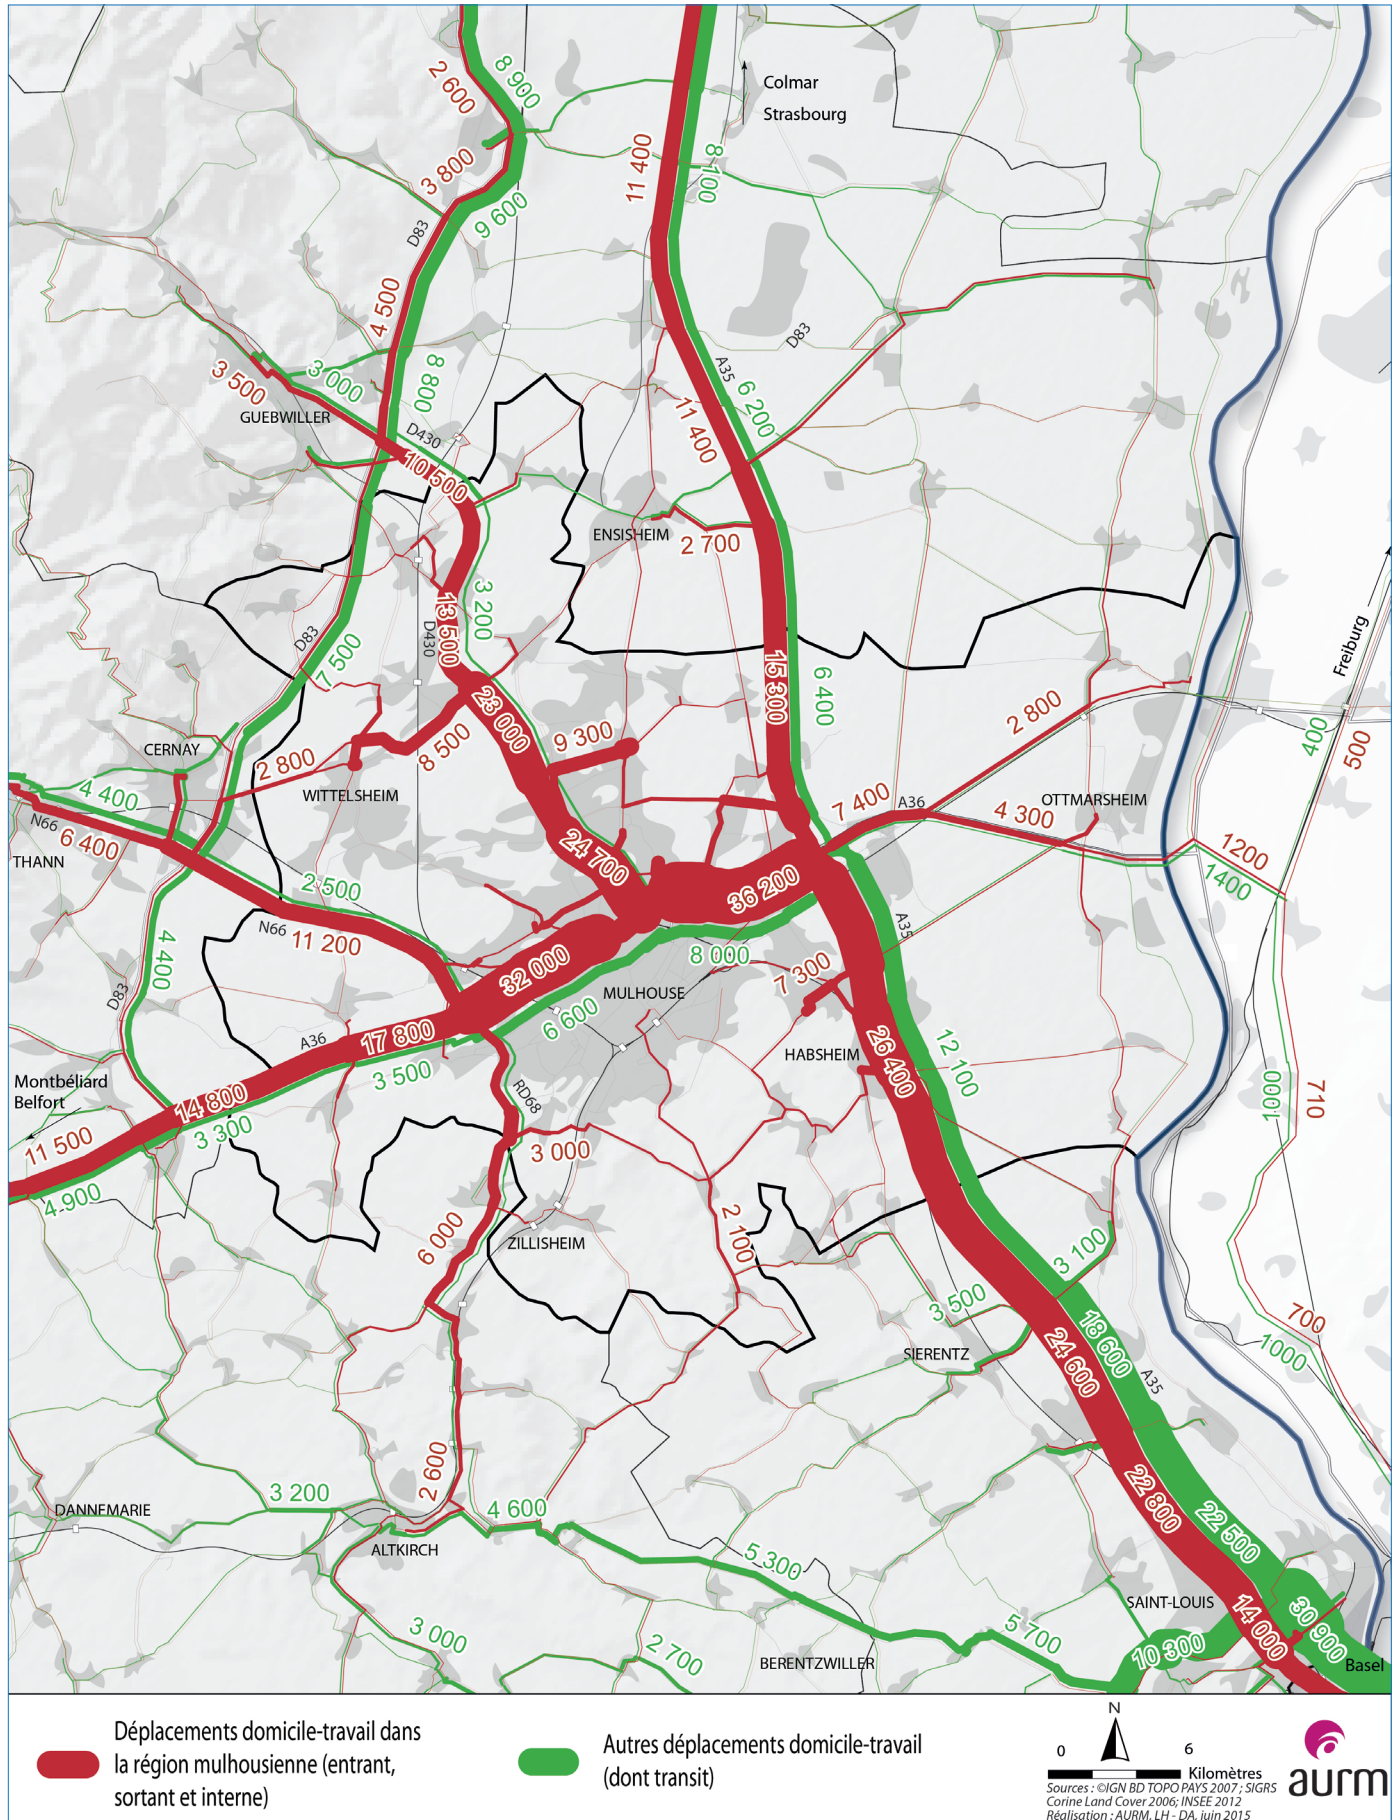 2 600
8 900
Colmar
Strasbourg
11 400
8 100
3 800
9 600
D83
4 500
8 800
3 500
3 000
GUEBWILLER
D430
10 500
D83
A35
6 200
11 400
ENSISHEIM
2 700
13 500
D430
3 200
D83
7 500
15 300
6 400
Freiburg
400
500
23 000
9 300
8 500
2 800
CERNAY
WITTELSHEIM
2 800
4 400
N66
6 400
THANN
7 400
A36
4 300
OTTMARSHEIM
1200
1400
24 700
36 200
2 500
N66
11 200
A35
4 400
D83
32 000
8 000
7 300
MULHOUSE
6 600
A36
17 800
3 500
HABSHEIM
26 400
12 100
1000
710
Montbéliard
Belfort
14 800
3 300
11 500
4 900
RD68
3 000
6 000
ZILLISHEIM
2 100
3 100
3 500
SIERENTZ
18 600
24 600
A35
700
1000
2 600
3 200
DANNEMARIE
4 600
ALTKIRCH
22 800
22 500
5 300
SAINT-LOUIS
14 000
30 900
3 000
2 700
5 700
10 300
BERENTZWILLER
Basel
Déplacements domicile-travail dans
la région mulhousienne (entrant,
sortant et interne)
Autres déplacements domicile-travail
(dont transit)
N
0 6
Kilomètres
Sources : ©IGN BD TOPO PAYS 2007 ; SIGRS
Corine Land Cover 2006; INSEE 2012
Réalisation : AURM, LH - DA, juin 2015
aurm